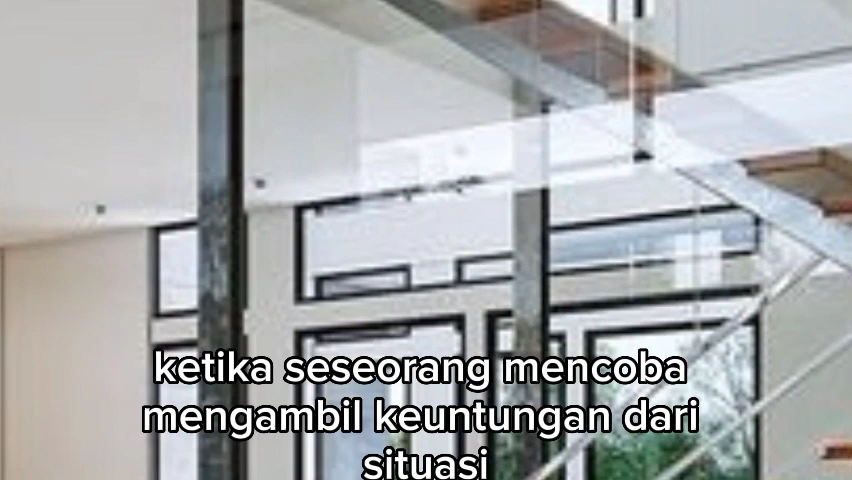 ketika seseorang mencoba
mengambil keuntungan dari
situasi